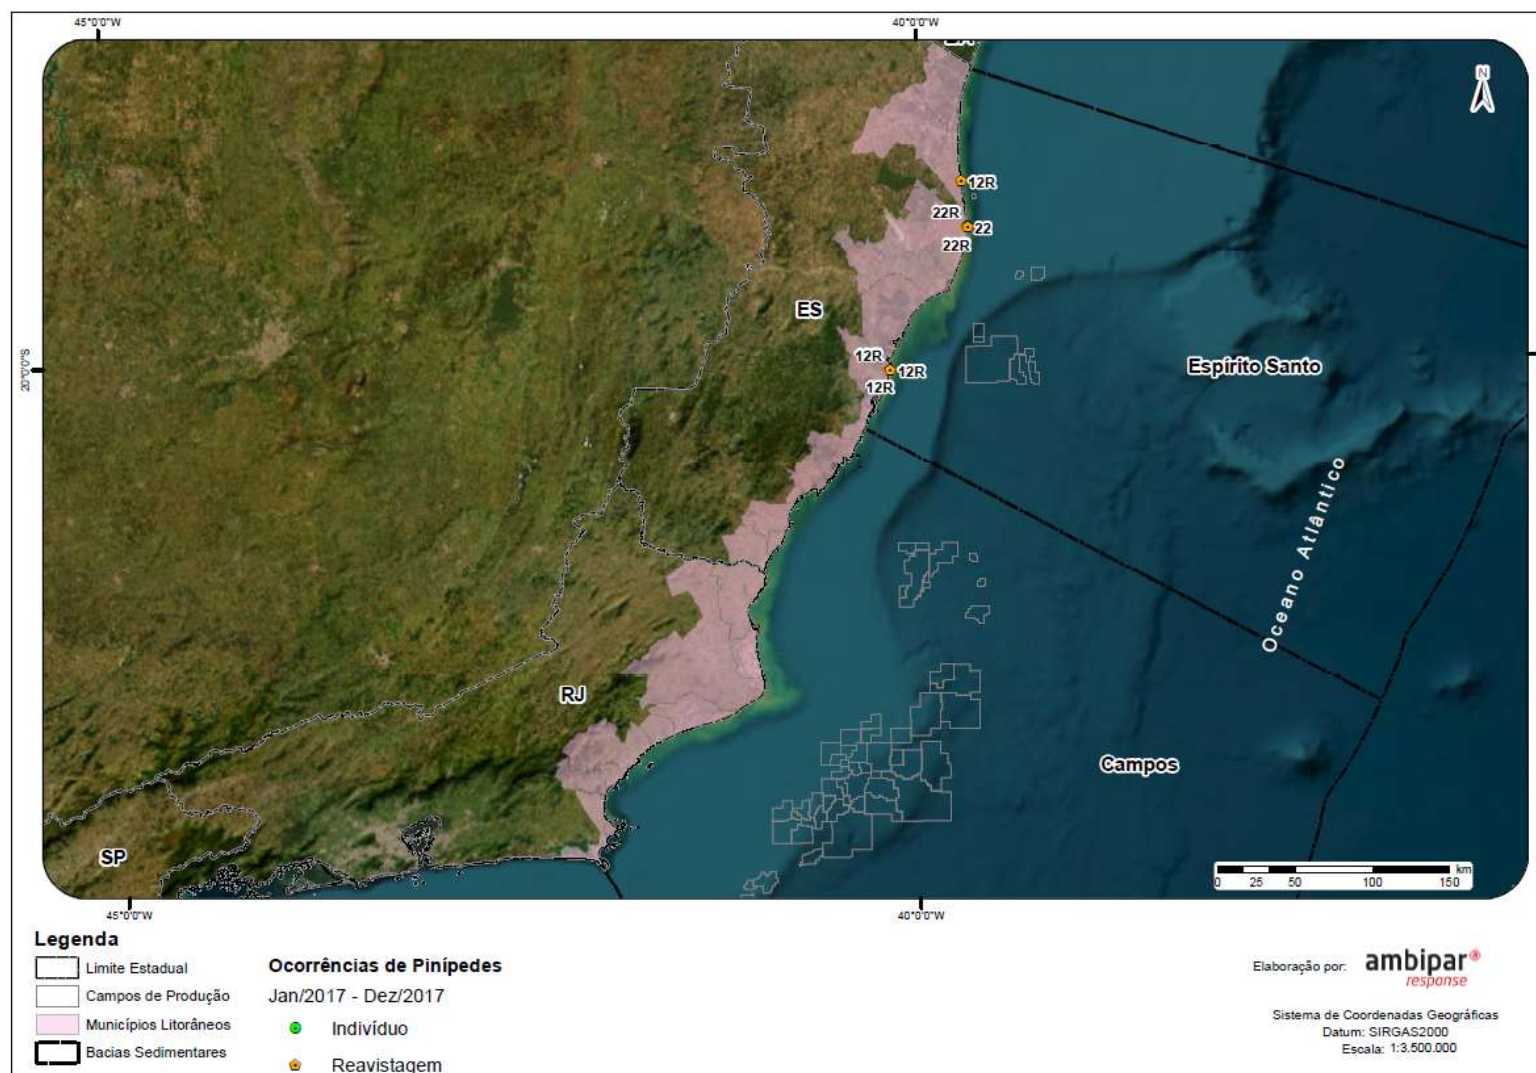 45°0'0"W
40°0'0"W
BA
N
12R
22R
22
22R
ES
12R
12R
12R
20°0'0"S
Espírito Santo
Oceano Atlântico
RJ
Campos
SP
km
0 25 50 100 150
45°0'0"W
40°0'0"W
Legenda
Limite Estadual
Campos de Produção
Municípios Litorâneos
Bacias Sedimentares
Ocorrências de Pinípedes
Jan/2017 - Dez/2017
Indivíduo
Reavistagem
Elaboração por:
ambipar®
response
Sistema de Coordenadas Geográficas
Datum: SIRGAS2000
Escala: 1:3.500.000